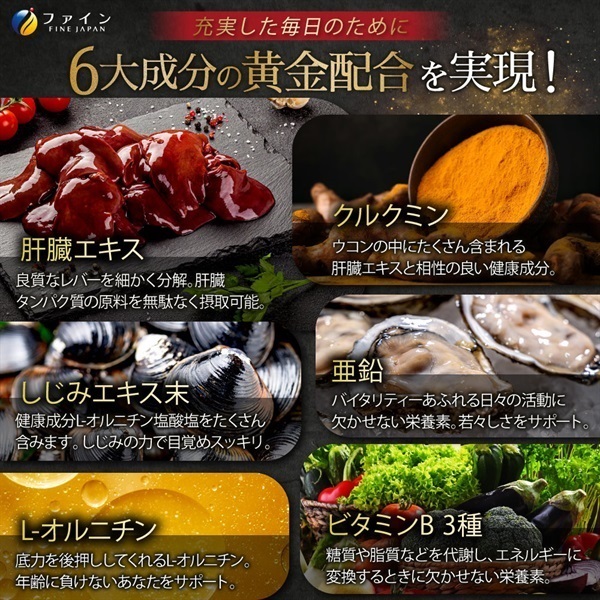 ファイン
FINE JAPAN
充実した毎日のために
6大成分の黄金配合を実現!
肝臓エキス
良質なレバーを細かく分解。肝臓
タンパク質の原料を無駄なく摂取可能。
クルクミン
ウコンの中にたくさん含まれる
肝臓エキスと相性の良い健康成分。
しじみエキス末
健康成分L-オルニチン塩酸塩をたくさん
含みます。しじみの力で目覚めスッキリ。
亜鉛
バイタリティーあふれる日々の活動に
欠かせない栄養素。若々しさをサポート。
L-オルニチン
底力を後押ししてくれるL-オルニチン。
年齢に負けないあなたをサポート。
ビタミンB 3種
糖質や脂質などを代謝し、エネルギーに
変換するときに欠かせない栄養素。